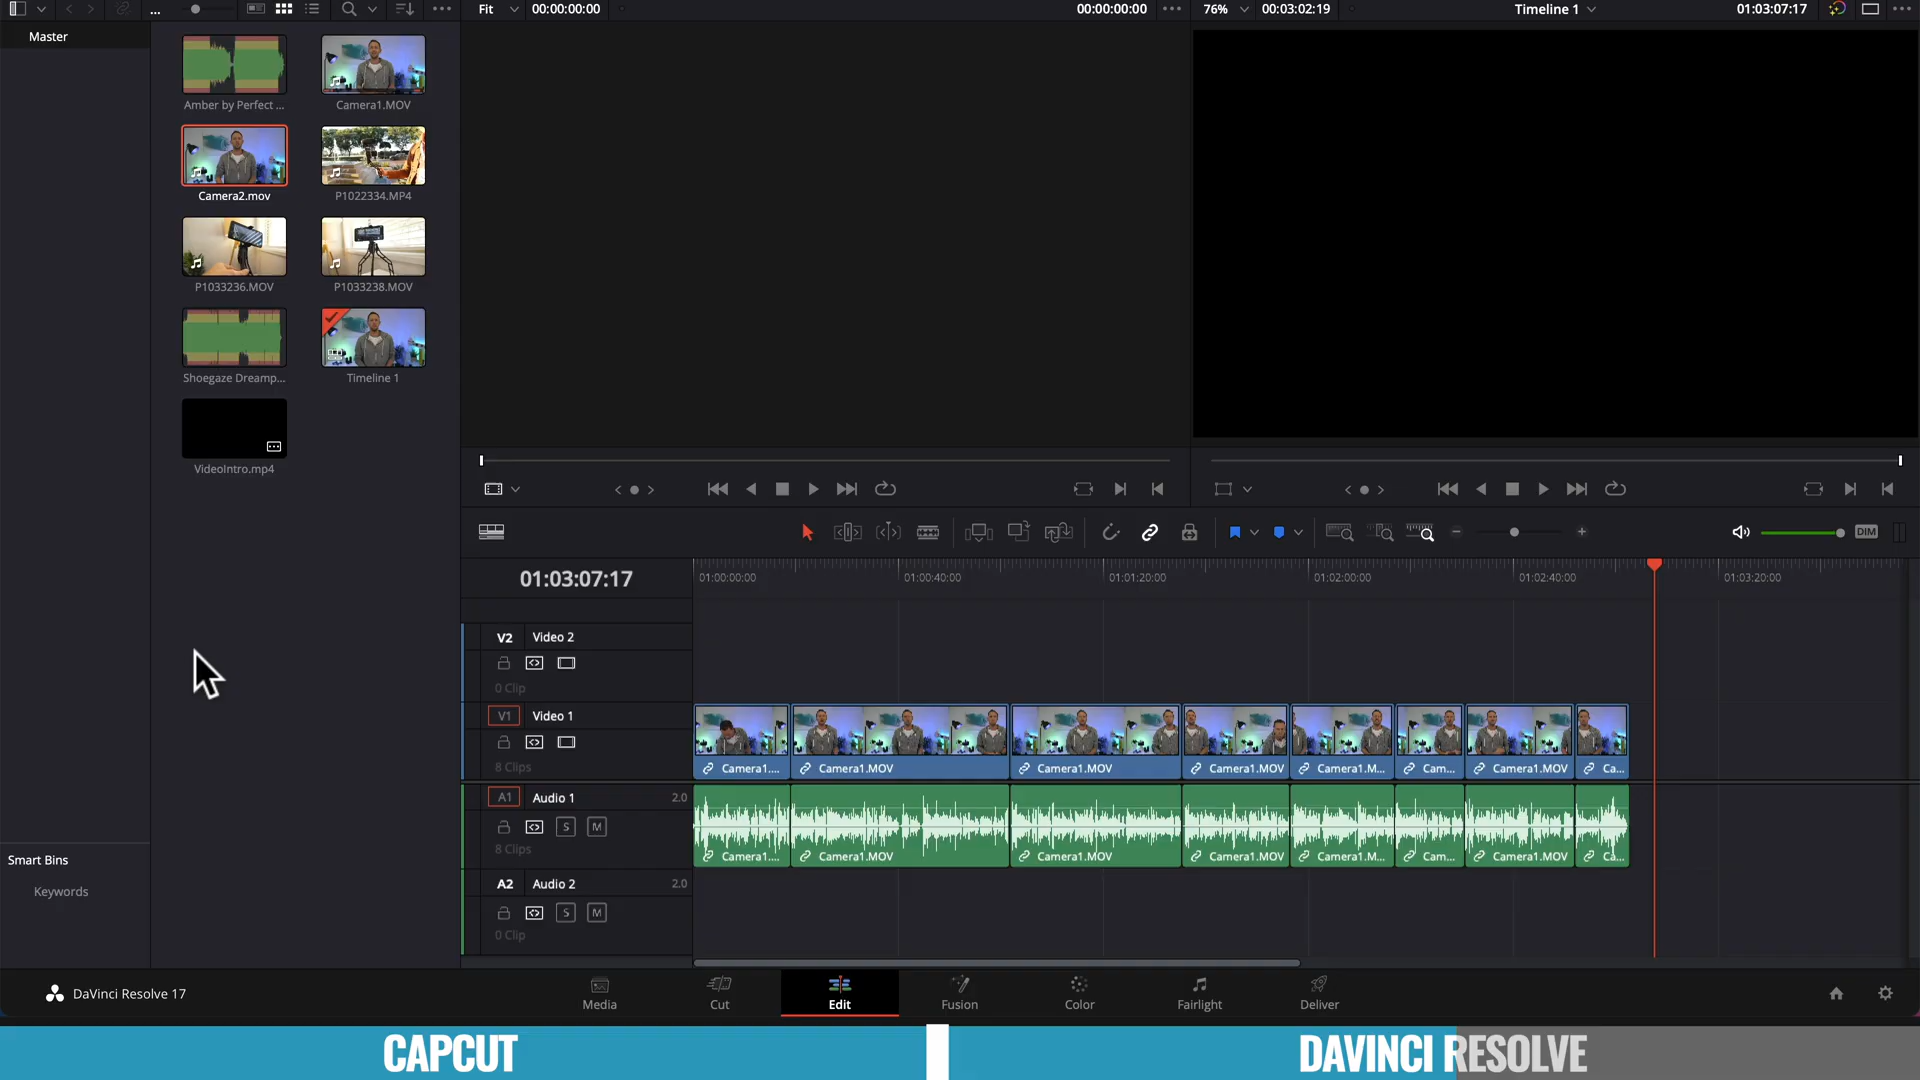 ...
Fit
00:00:00:00
00:00:00:00
76%
00:03:02:19
Timeline 1
01:03:07:17
Master
Amber by Perfect ...
Camera1.MOV
Camera2.mov
P1022334.MP4
P1033236.MOV
P1033238.MOV
Shoegaze Dreamp...
Timeline 1
VideoIntro.mp4
DIM
01:03:07:17
01:00:00:00
01:00:40:00
01:01:20:00
01:02:00:00
01:02:40:00
01:03:20:00
V2 Video 2
0 Clip
V1 Video 1
8 Clips
Camera1....
Camera1.MOV
Camera1.MOV
Camera1.MOV
Camera1.M...
Cam...
Camera1.MOV
Ca...
A1 Audio 1 2.0
S M
8 Clips
Camera1....
Camera1.MOV
Camera1.MOV
Camera1.MOV
Camera1.M...
Cam...
Camera1.MOV
Ca...
A2 Audio 2 2.0
S M
0 Clip
Smart Bins
Keywords
DaVinci Resolve 17
Media
Cut
Edit
Fusion
Color
Fairlight
Deliver
CAPCUT
DAVINCI RESOLVE